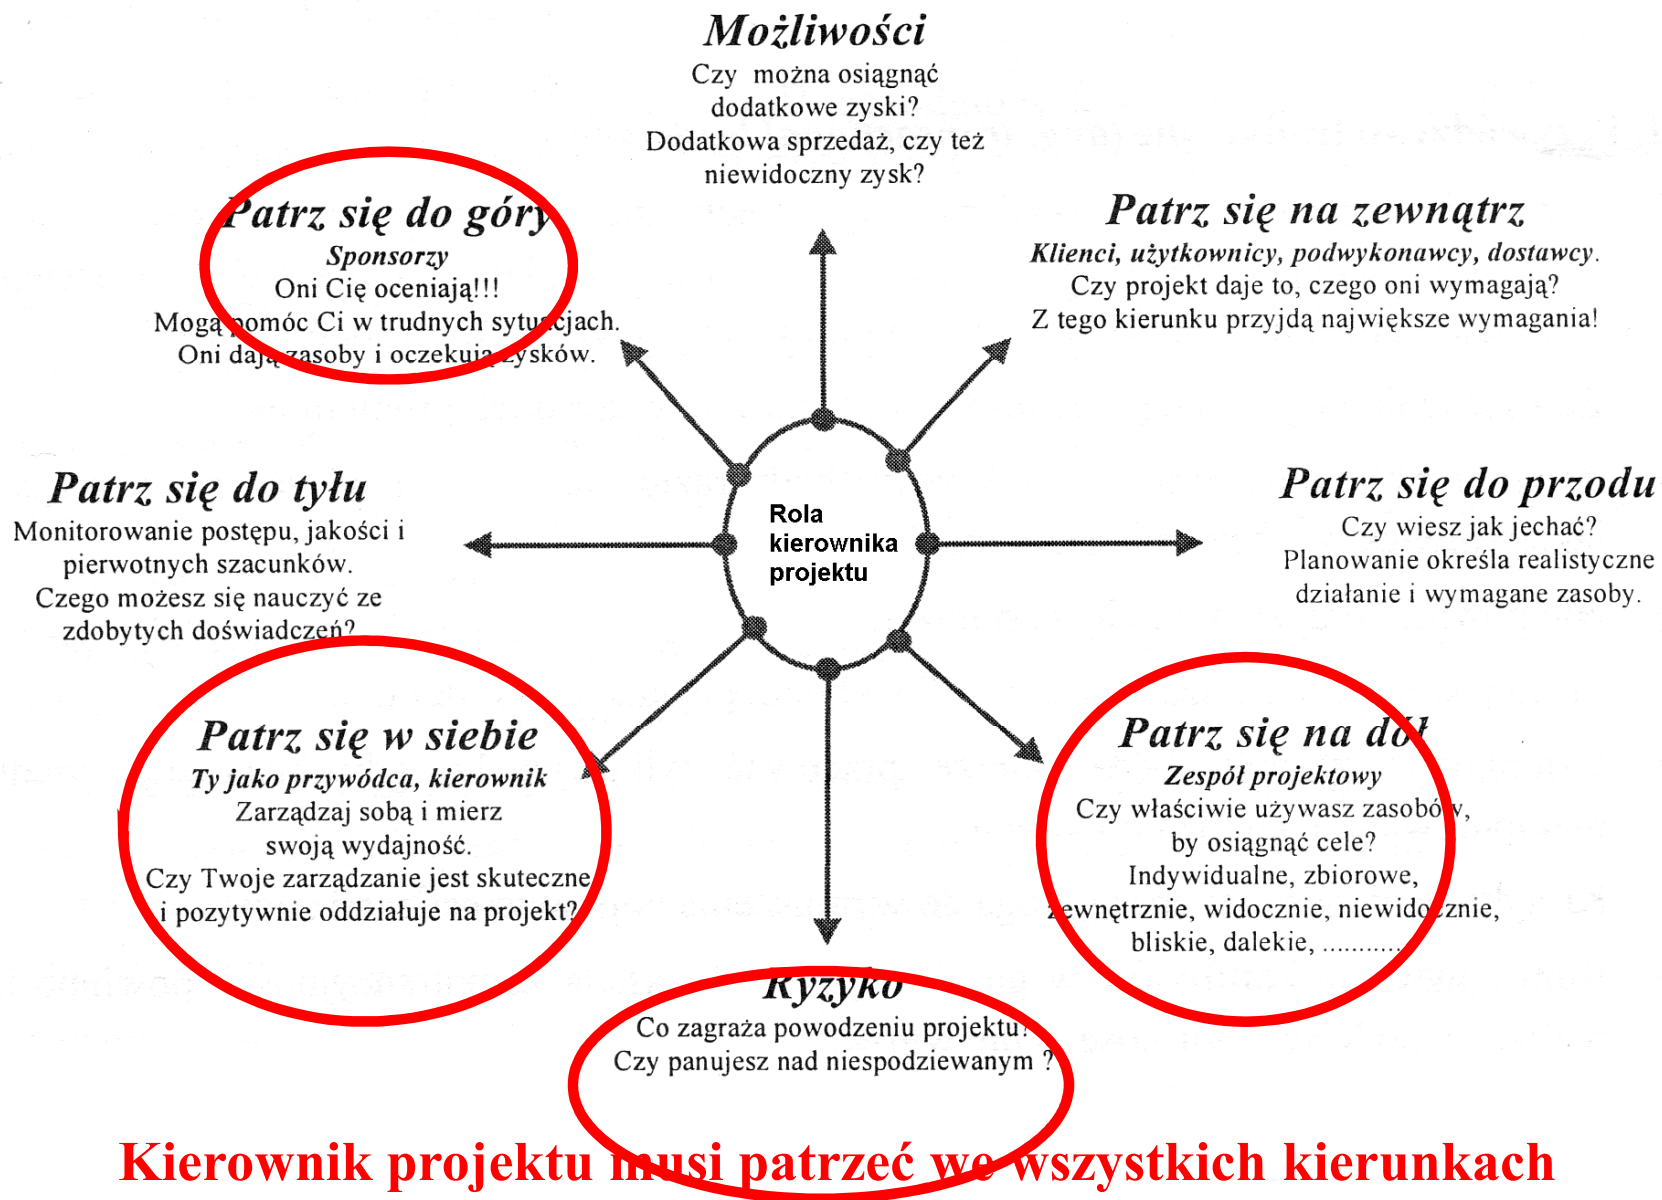 Możliwości
Czy można osiągnąć
dodatkowe zyski?
Dodatkowa sprzedaż, czy też
niewidoczny zysk?
Patrz się do góry
Sponsorzy
Oni Cię oceniają!!!
Mogą pomóc Ci w trudnych sytuacjach.
Oni dają zasoby i oczekują zysków.
Patrz się na zewnątrz
Klienci, użytkownicy, podwykonawcy, dostawcy.
Czy projekt daje to, czego oni wymagają?
Z tego kierunku przyjdą największe wymagania!
Patrz się do tyłu
Monitorowanie postępu, jakości i
pierwotnych szacunków.
Czego możesz się nauczyć ze
zdobytych doświadczeń?
Rola
kierownika
projektu
Patrz się do przodu
Czy wiesz jak jechać?
Planowanie określa realistyczne
działanie i wymagane zasoby.
Patrz się w siebie
Ty jako przywódca, kierownik
Zarządzaj sobą i mierz
swoją wydajność.
Czy Twoje zarządzanie jest skuteczne
i pozytywnie oddziałuje na projekt?
Patrz się na dół
Zespół projektowy
Czy właściwie używasz zasobów,
by osiągnąć cele?
Indywidualne, zbiorowe,
zewnętrznie, widocznie, niewidocznie,
bliskie, dalekie, ............
Ryzyko
Co zagraża powodzeniu projektu?
Czy panujesz nad niespodziewanym ?
Kierownik projektu musi patrzeć we wszystkich kierunkach